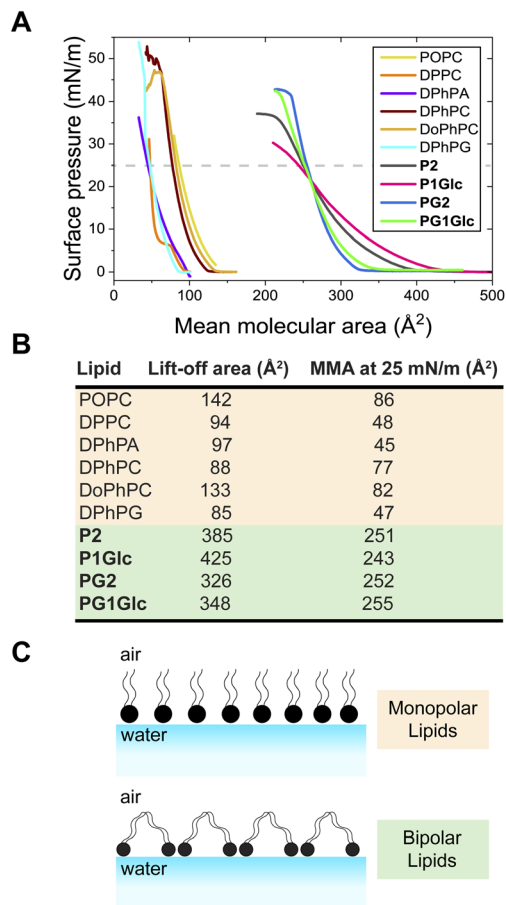 A
Surface pressure (mN/m)
50
40
30
20
10
0
0 100 200 300 400 500
Mean molecular area (Å²)
POPC
DPPC
DPhPA
DPhPC
DoPhPC
DPhPG
P2
P1Glc
PG2
PG1Glc
B
Lipid Lift-off area (Å²) MMA at 25 mN/m (Å²)
POPC 142 86
DPPC 94 48
DPhPA 97 45
DPhPC 88 77
DoPhPC 133 82
DPhPG 85 47
P2 385 251
P1Glc 425 243
PG2 326 252
PG1Glc 348 255
C
air
water
Monopolar
Lipids
air
water
Bipolar
Lipids